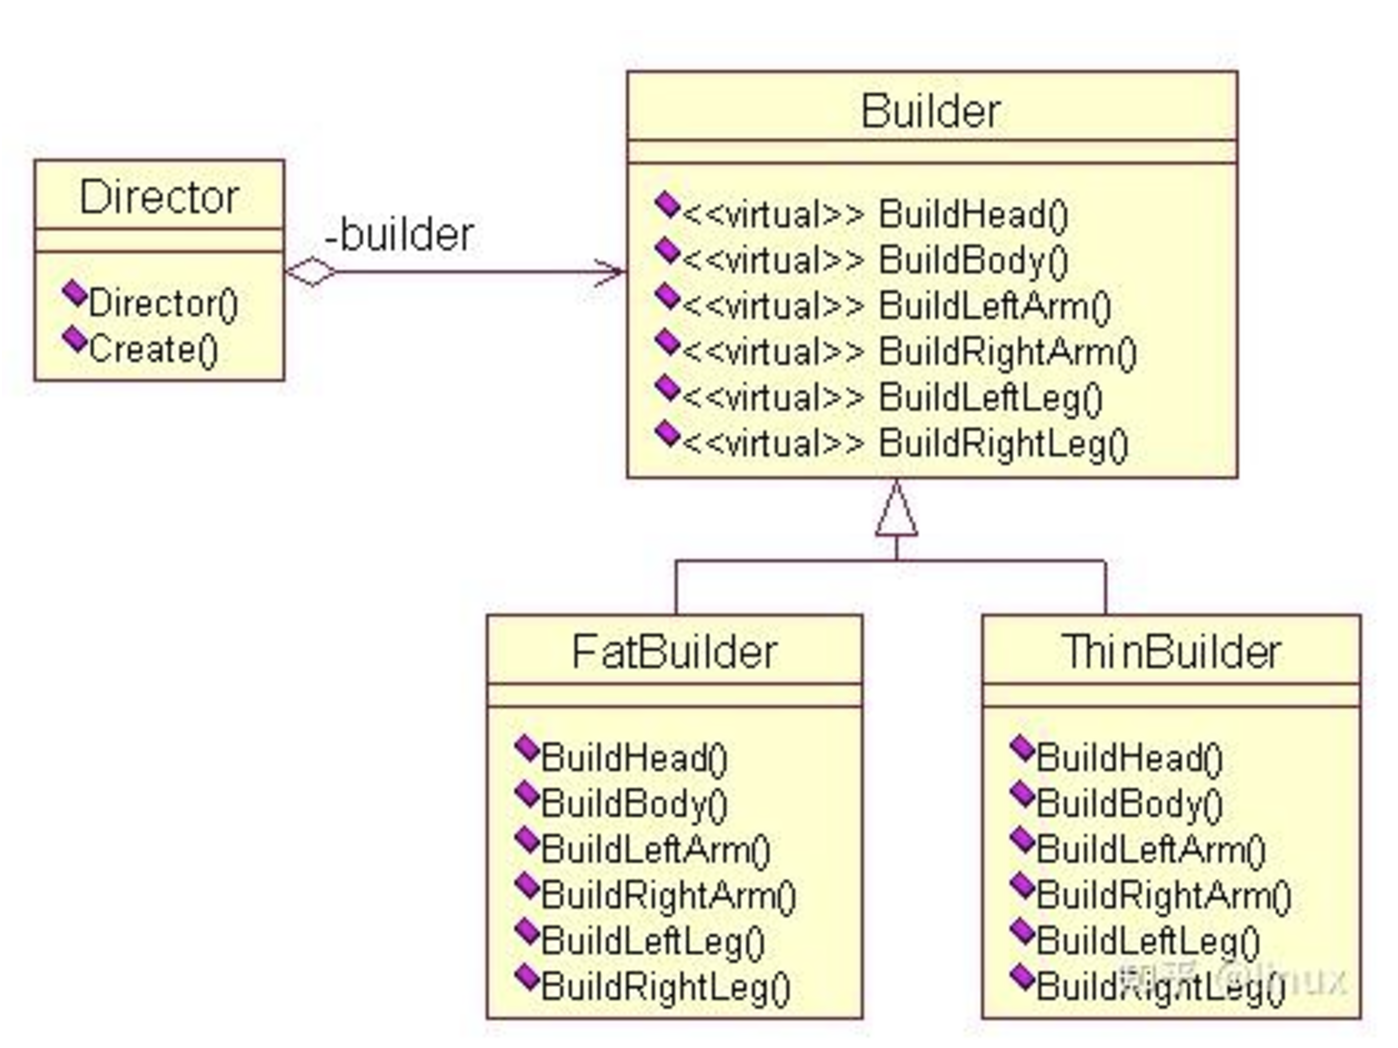 Builder
<<virtual>> BuildHead()
<<virtual>> BuildBody()
<<virtual>> BuildLeftArm()
<<virtual>> BuildRightArm()
<<virtual>> BuildLeftLeg()
<<virtual>> BuildRightLeg()
Director
Director()
Create()
-builder
FatBuilder
BuildHead()
BuildBody()
BuildLeftArm()
BuildRightArm()
BuildLeftLeg()
BuildRightLeg()
ThinBuilder
BuildHead()
BuildBody()
BuildLeftArm()
BuildRightArm()
BuildLeftLeg()
BuildRightLeg()
知乎 @linux